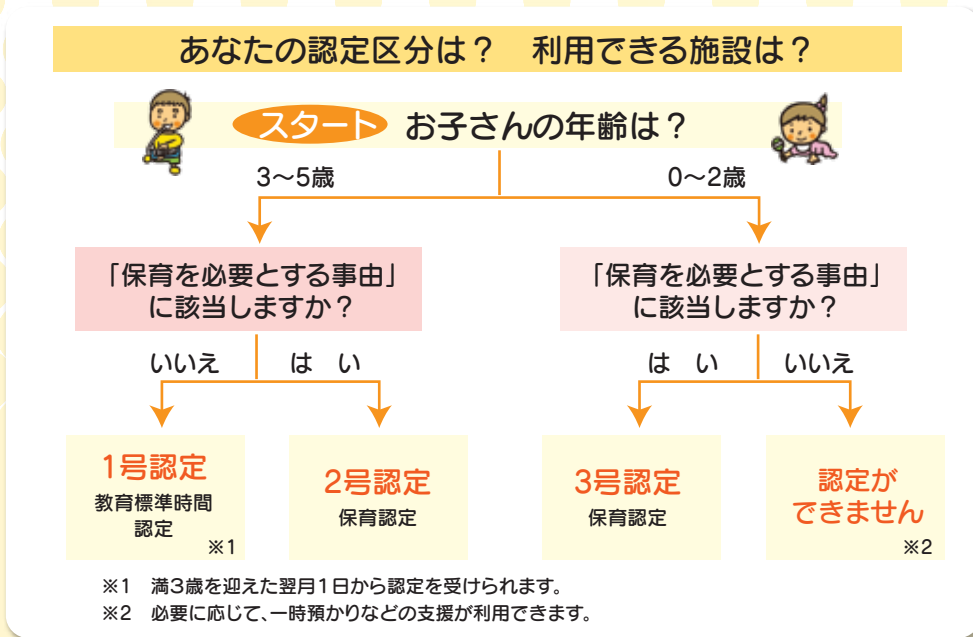 あなたの認定区分は？　利用できる施設は？
スタート お子さんの年齢は？
3〜5歳
0〜2歳
「保育を必要とする事由」
に該当しますか？
「保育を必要とする事由」
に該当しますか？
いいえ
は　い
は　い
いいえ
1号認定
教育標準時間
認定
※1
2号認定
保育認定
3号認定
保育認定
認定が
できません
※2
※1　満3歳を迎えた翌月1日から認定を受けられます。
※2　必要に応じて、一時預かりなどの支援が利用できます。